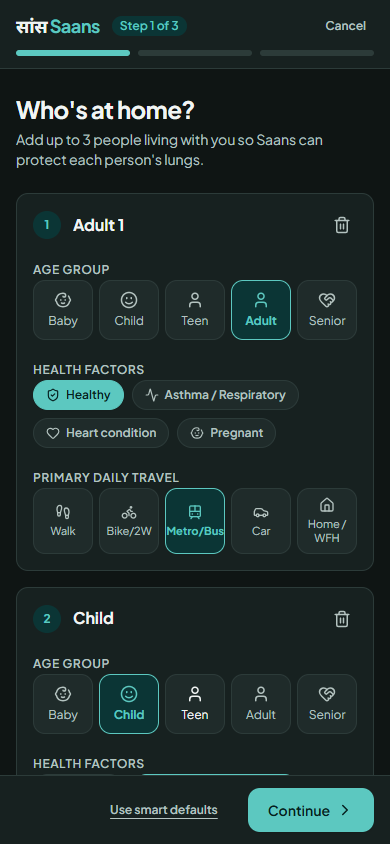 सांस Saans Step 1 of 3 Cancel
Who's at home?
Add up to 3 people living with you so Saans can
protect each person's lungs.
1 Adult 1
AGE GROUP
Baby Child Teen Adult Senior
HEALTH FACTORS
Healthy Asthma / Respiratory
Heart condition Pregnant
PRIMARY DAILY TRAVEL
Walk Bike/2W Metro/Bus Car Home /
WFH
2 Child
AGE GROUP
Baby Child Teen Adult Senior
HEALTH FACTORS
Use smart defaults Continue